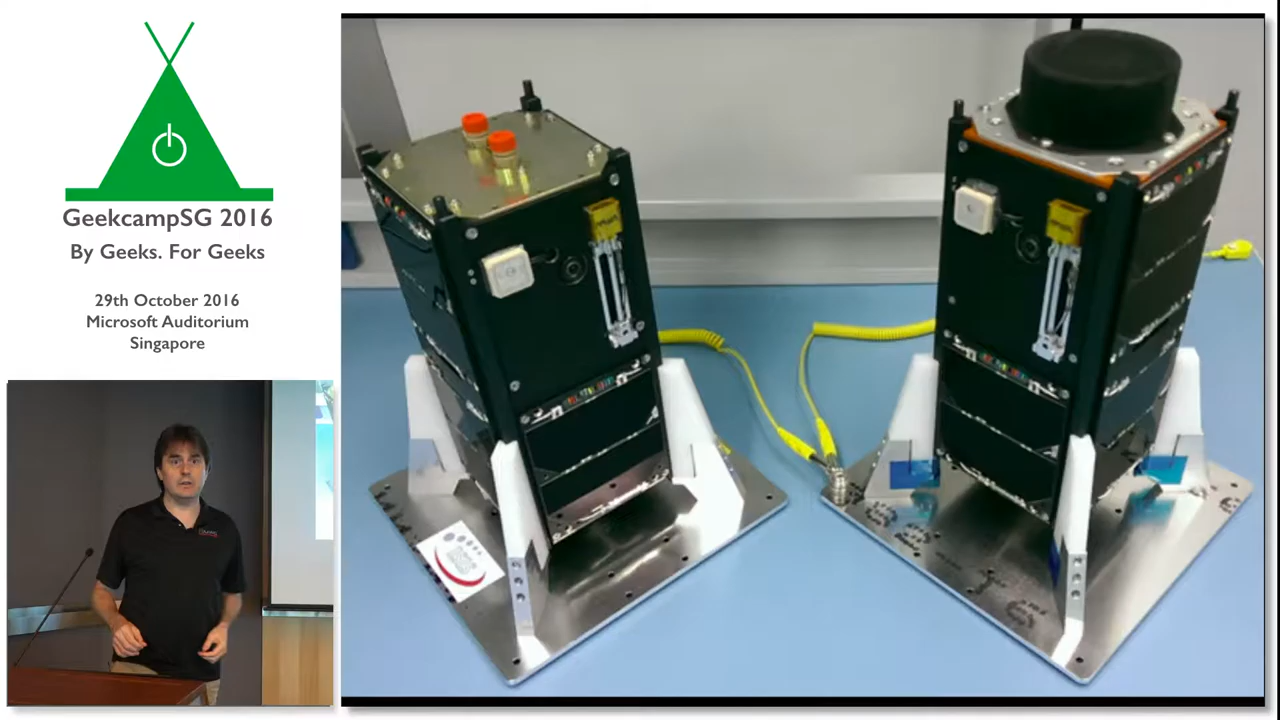 GeekcampSG 2016
By Geeks. For Geeks
29th October 2016
Microsoft Auditorium
Singapore